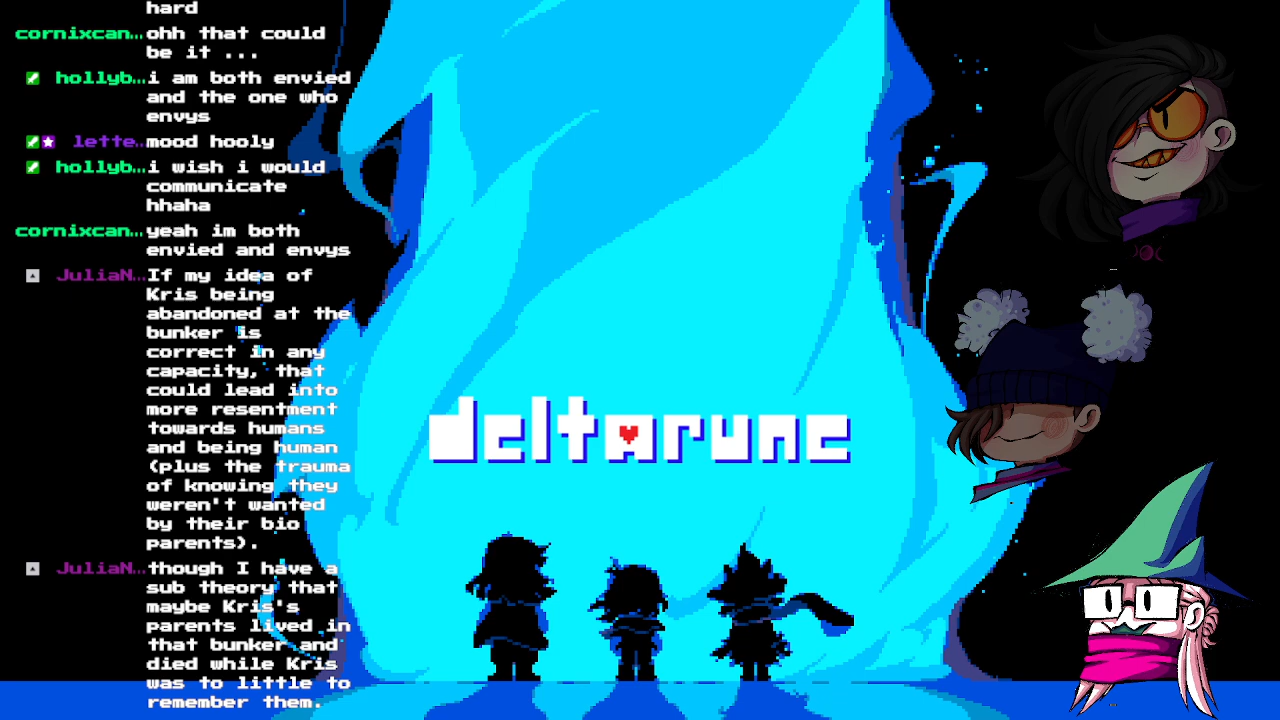 hard
cornixcan…ohh that could
be it ...
hollyb…i am both envied
and the one who
envys
lette…mood hooly
hollyb…i wish i would
communicate
hhaha
cornixcan…yeah im both
envied and envys
JuliaN…If my idea of
Kris being
abandoned at the
bunker is
correct in any
capacity, that
could lead into
more resentment
towards humans
and being human
(plus the trauma
of knowing they
weren't wanted
by their bio
parents).
JuliaN…though I have a
sub theory that
maybe Kris's
parents lived in
that bunker and
died while Kris
was to little to
remember them.
deltarune